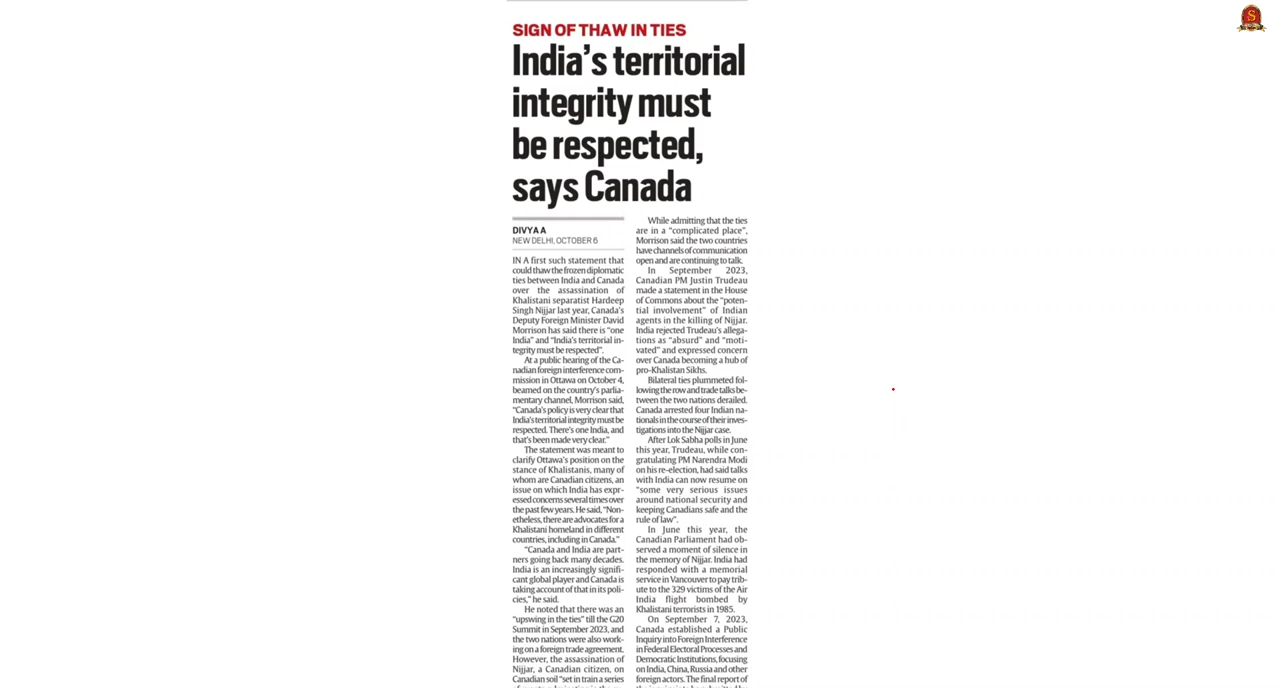 SIGN OF THAW IN TIES
India's territorial
integrity must
be respected,
says Canada
DIVYA A
NEW DELHI, OCTOBER 6
IN A first such statement that
could thaw the frozen diplomatic
ties between India and Canada
over the assassination of
Khalistani separatist Hardeep
Singh Nijjar last year, Canada's
Deputy Foreign Minister David
Morrison has said there is "one
India" and "India's territorial in-
tegrity must be respected".
At a public hearing of the Ca-
nadian foreign interference com-
mission in Ottawa on October 4,
beamed on the country's parlia-
mentary channel, Morrison said,
"Canada's policy is very clear that
India's territorial integrity must be
respected. There's one India, and
that's been made very clear."
The statement was meant to
clarify Ottawa's position on the
stance of Khalistanis, many of
whom are Canadian citizens, an
issue on which India has expr-
essed concerns several times over
the past few years. He said, "Non-
etheless, there are advocates for a
Khalistani homeland in different
countries, including in Canada."
"Canada and India are part-
ners going back many decades.
India is an increasingly signifi-
cant global player and Canada is
taking account of that in its poli-
cies," he said.
He noted that there was an
"upswing in the ties" till the G20
Summit in September 2023, and
the two nations were also work-
ing on a foreign trade agreement.
However, the assassination of
Nijjar, a Canadian citizen, on
Canadian soil "set in train a series
While admitting that the ties
are in a "complicated place",
Morrison said the two countries
have channels of communication
open and are continuing to talk.
In September 2023,
Canadian PM Justin Trudeau
made a statement in the House
of Commons about the "poten-
tial involvement" of Indian
agents in the killing of Nijjar.
India rejected Trudeau's allega-
tions as "absurd" and "moti-
vated" and expressed concern
over Canada becoming a hub of
pro-Khalistan Sikhs.
Bilateral ties plummeted fol-
lowing the row and trade talks be-
tween the two nations derailed.
Canada arrested four Indian na-
tionals in the course of their inves-
tigations into the Nijjar case.
After Lok Sabha polls in June
this year, Trudeau, while con-
gratulating PM Narendra Modi
on his re-election, had said talks
with India can now resume on
"some very serious issues
around national security and
keeping Canadians safe and the
rule of law".
In June this year, the
Canadian Parliament had ob-
served a moment of silence in
the memory of Nijjar. India had
responded with a memorial
service in Vancouver to pay trib-
ute to the 329 victims of the Air
India flight bombed by
Khalistani terrorists in 1985.
On September 7, 2023,
Canada established a Public
Inquiry into Foreign Interference
in Federal Electoral Processes and
Democratic Institutions, focusing
on India, China, Russia and other
foreign actors. The final report of
S